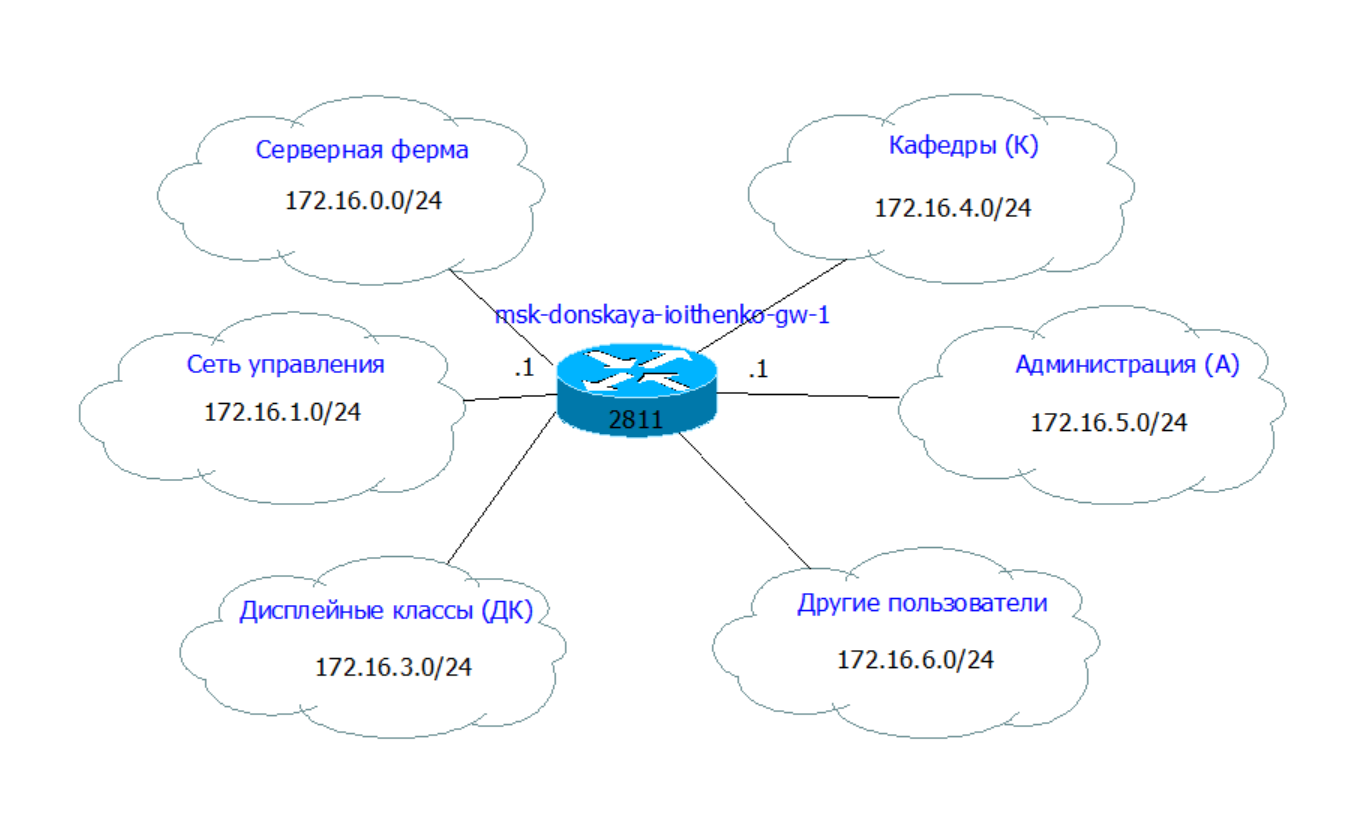 Серверная ферма
172.16.0.0/24
Кафедры (К)
172.16.4.0/24
msk-donskaya-ioithenko-gw-1
Сеть управления
172.16.1.0/24
.1
.1
2811
Администрация (А)
172.16.5.0/24
Дисплейные классы (ДК)
172.16.3.0/24
Другие пользователи
172.16.6.0/24